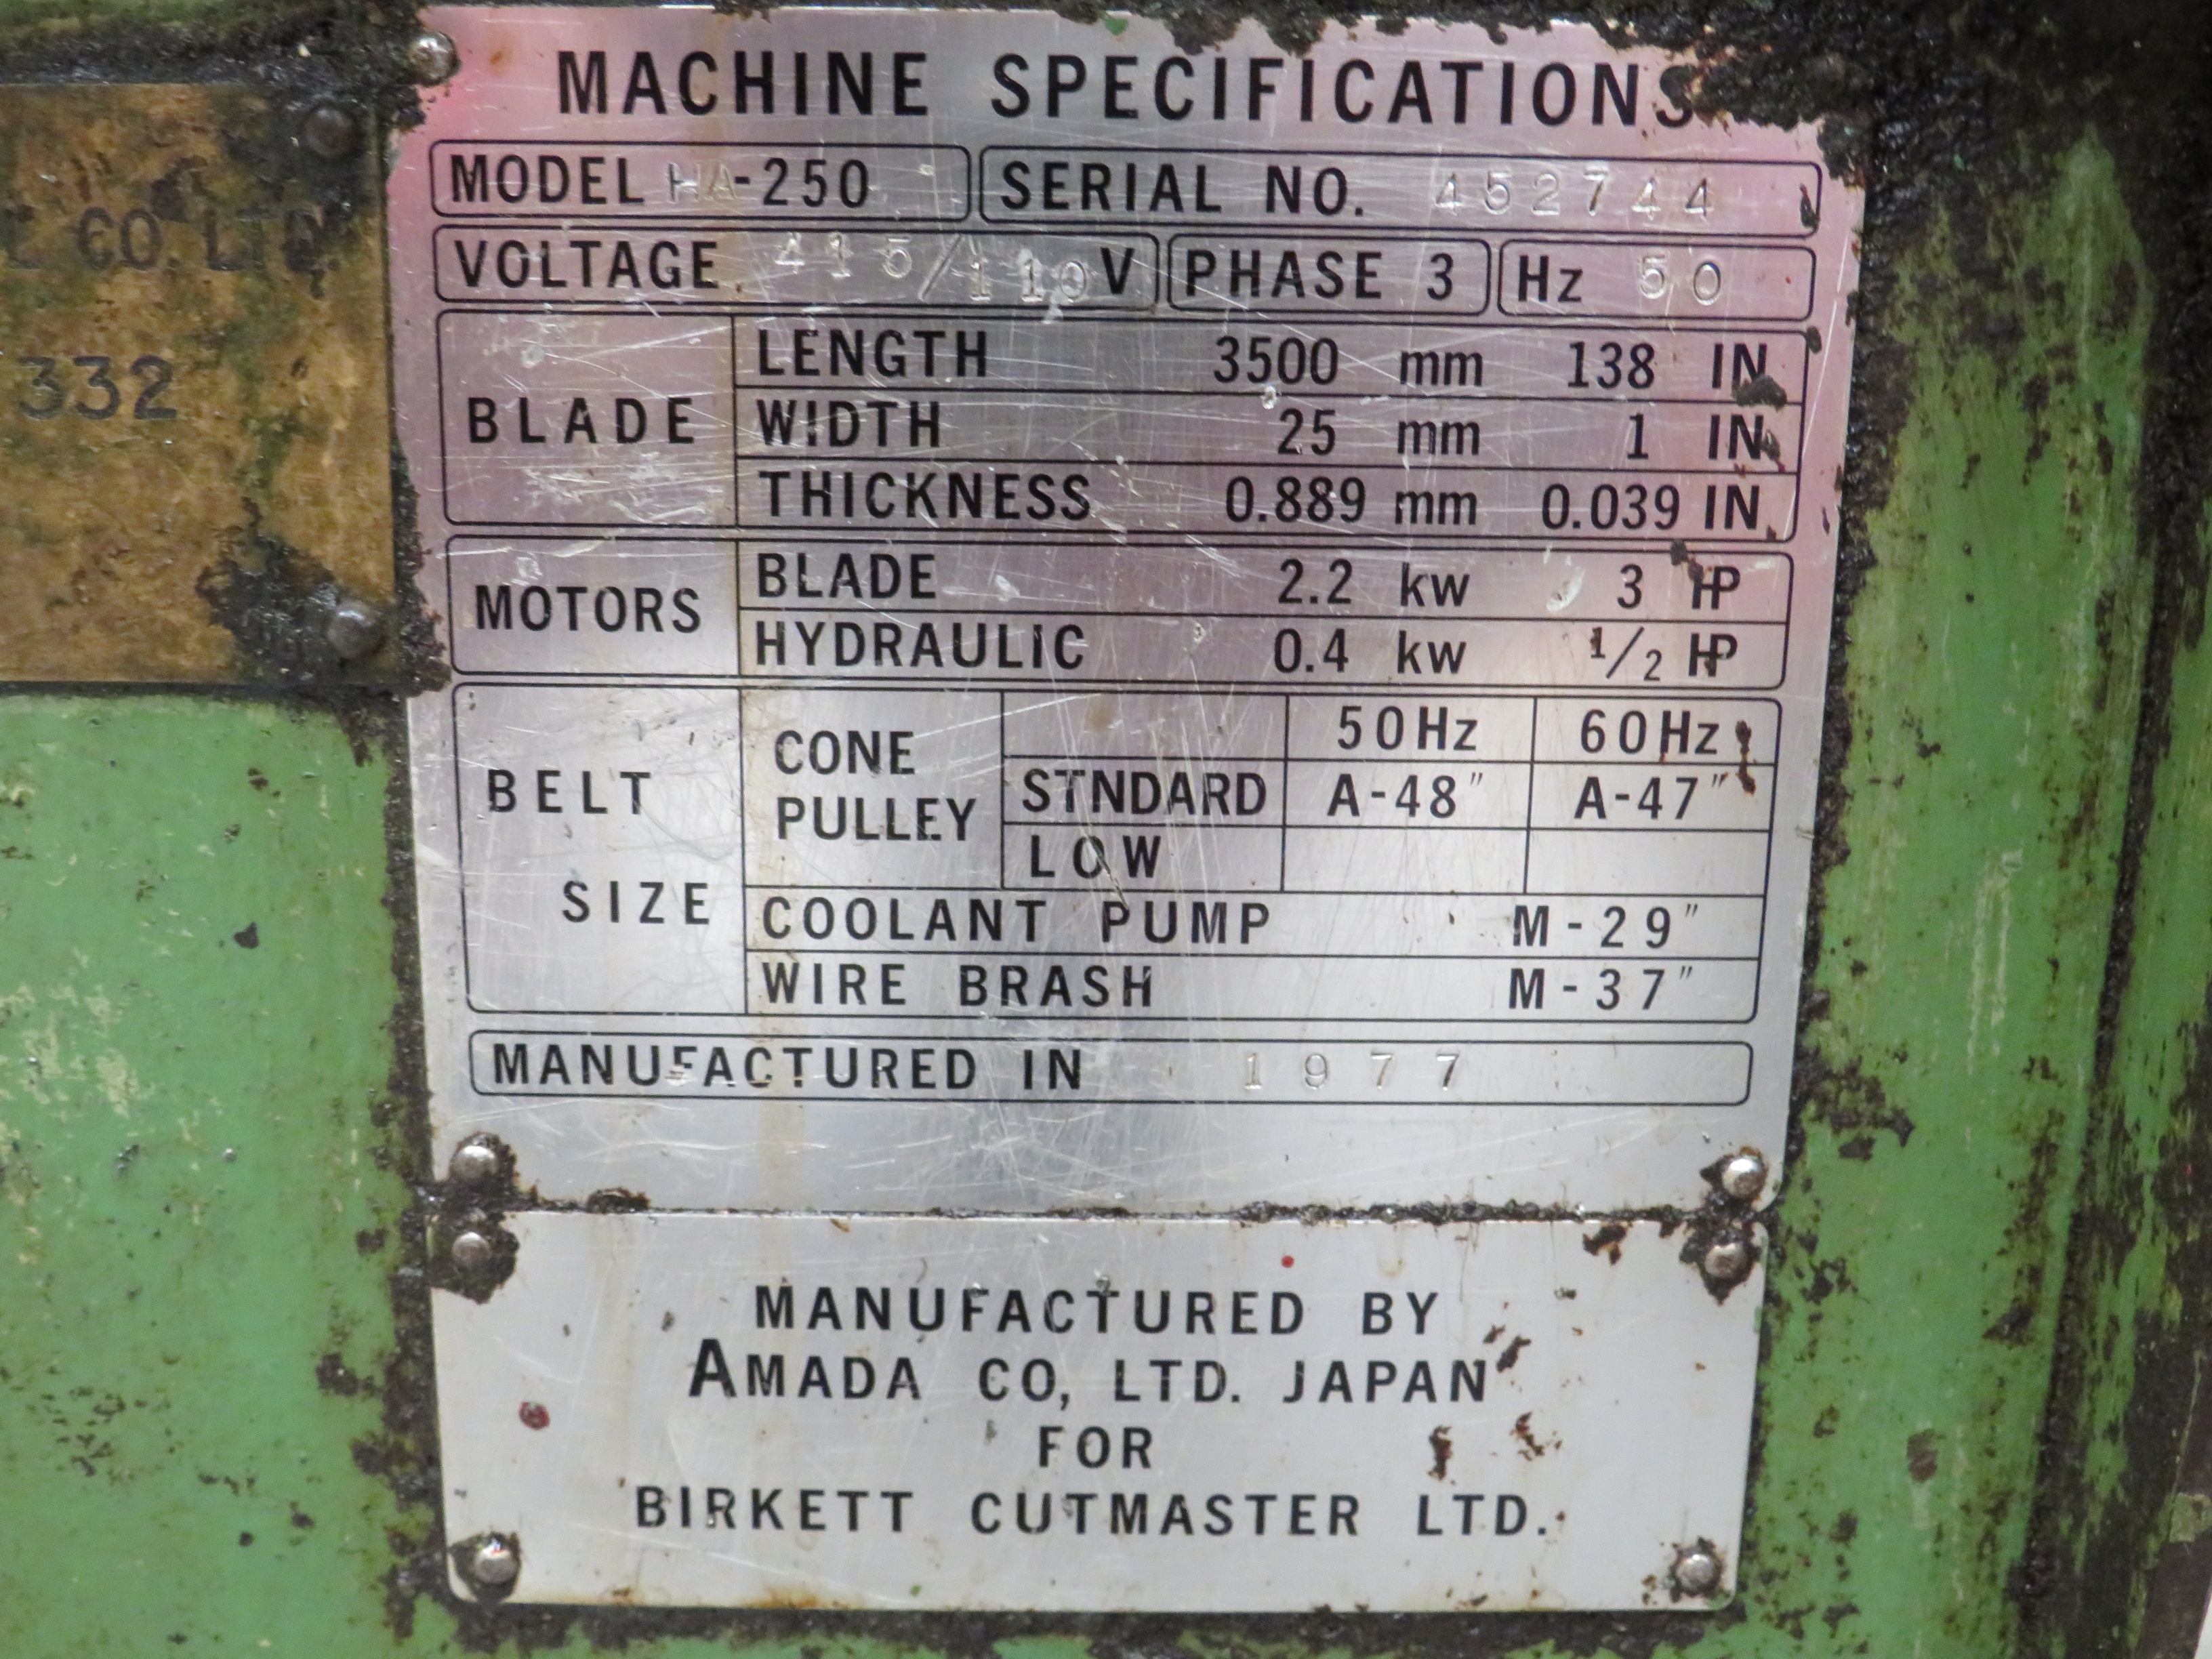 MACHINE SPECIFICATIONS
MODEL HA-250 SERIAL NO. 452744
VOLTAGE 415/110 V PHASE 3 Hz 50
BLADE
LENGTH 3500 mm 138 IN
WIDTH 25 mm 1 IN
THICKNESS 0.889 mm 0.039 IN
MOTORS
BLADE 2.2 kw 3 HP
HYDRAULIC 0.4 kw 1/2 HP
BELT SIZE
CONE PULLEY
50Hz 60Hz
STNDARD A-48" A-47"
LOW
COOLANT PUMP M-29"
WIRE BRASH M-37"
MANUFACTURED IN 1977
MANUFACTURED BY
AMADA CO, LTD. JAPAN
FOR
BIRKETT CUTMASTER LTD.
L CO. LTD
332